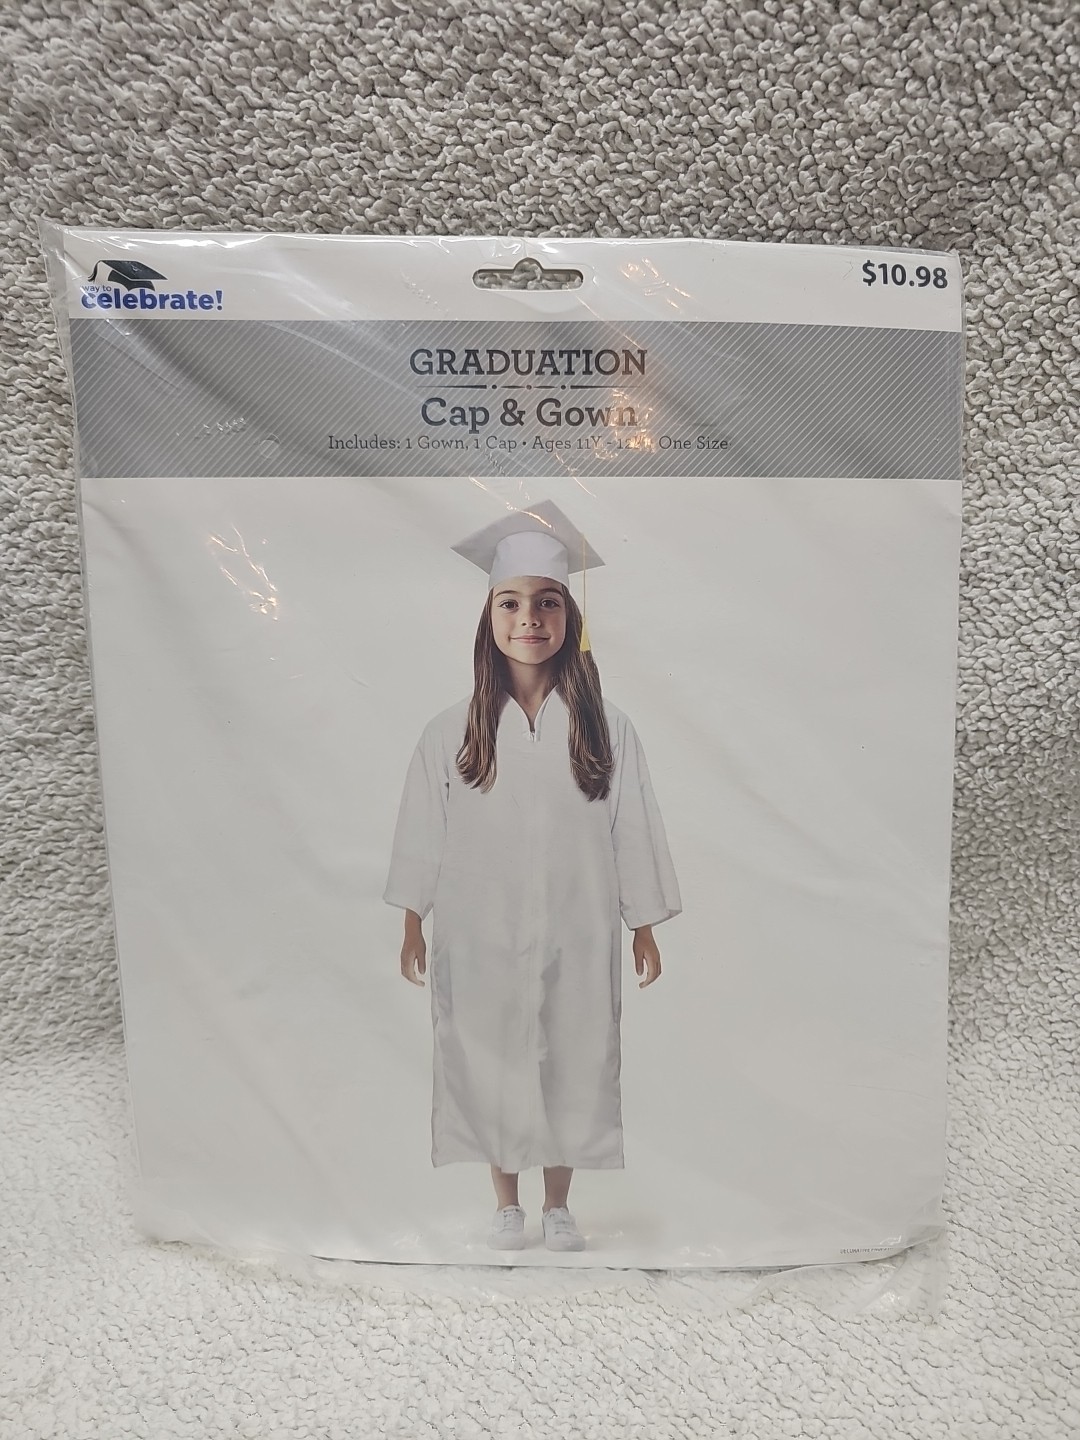 way to
celebrate!
$10.98
GRADUATION
Cap & Gown
Includes: 1 Gown, 1 Cap • Ages 11Y - One Size